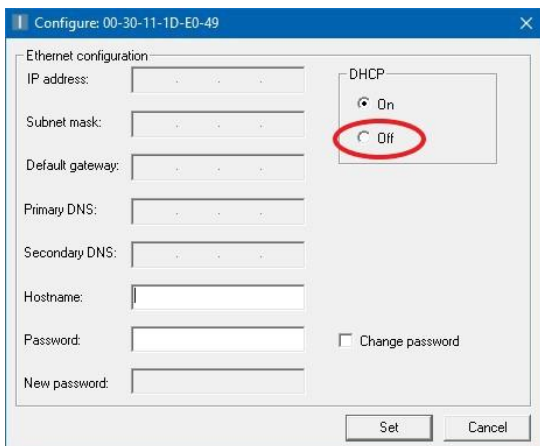 Configure: 00-30-11-1D-E0-49
Ethernet configuration
IP address:
Subnet mask:
Default gateway:
Primary DNS:
Secondary DNS:
Hostname:
Password:
New password:
DHCP
On
Off
Change password
Set
Cancel